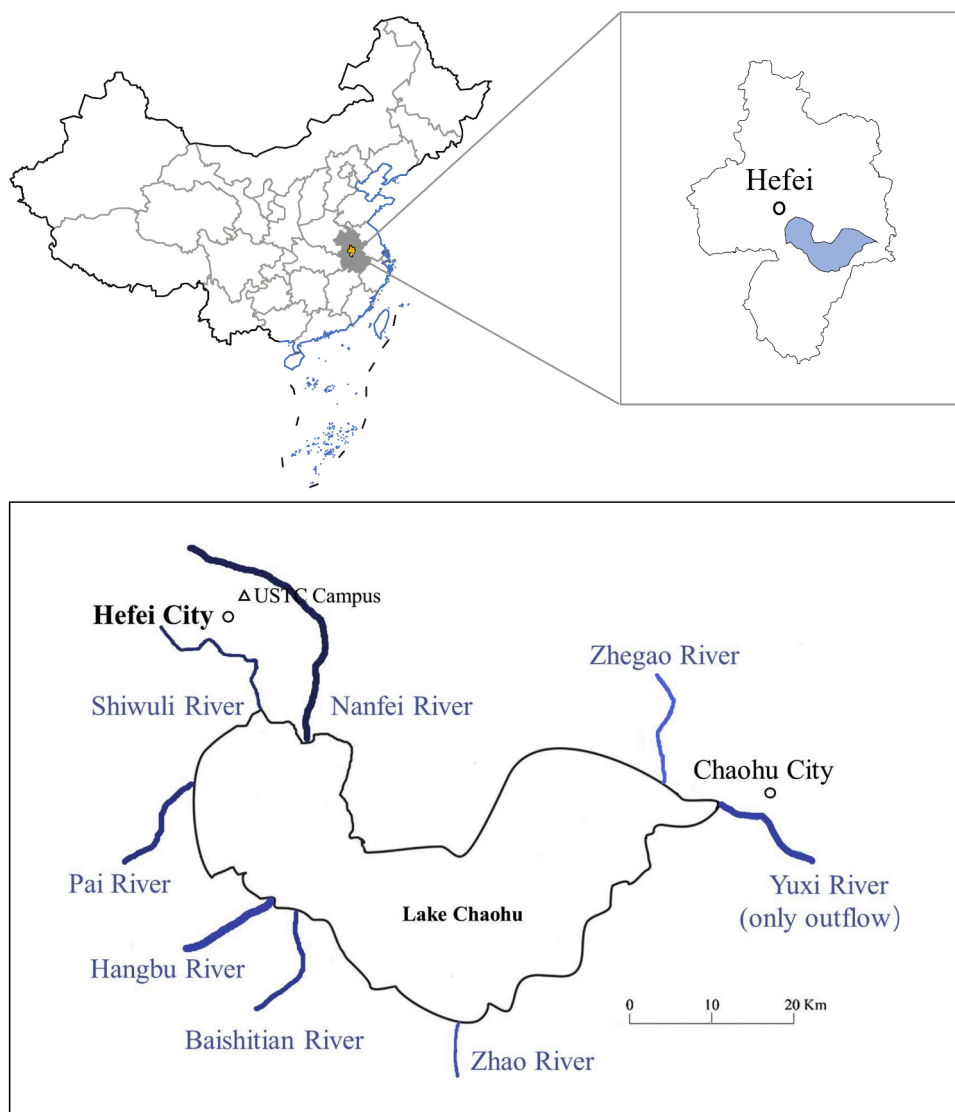 Hefei
USTC Campus
Hefei City
Zhegao River
Shiwuli River
Nanfei River
Chaohu City
Pai River
Yuxi River
(only outflow)
Lake Chaohu
Hangbu River
Baishitian River
Zhao River
0 10 20 Km